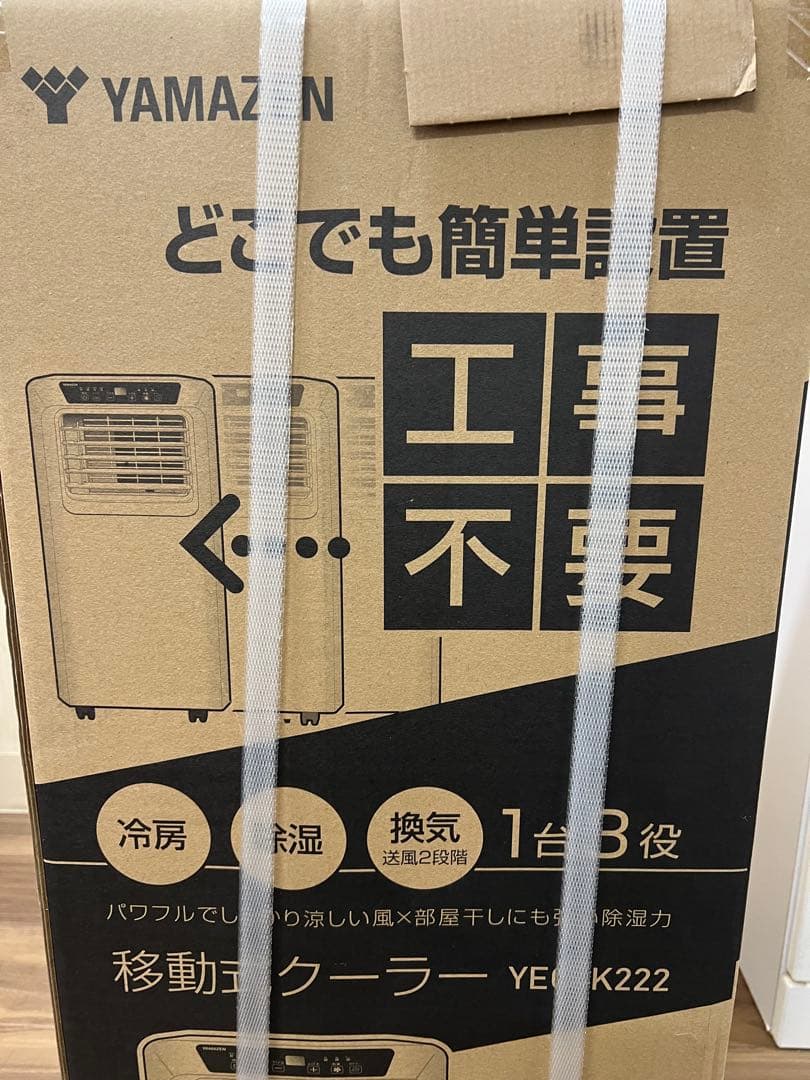 YAMAZEN
どこでも簡単設置
工事
不要
冷房 除湿 換気 送風2段階 1台3役
パワフルでしっかり涼しい風×部屋干しにも強い除湿力
移動式クーラー
YAMAZEN